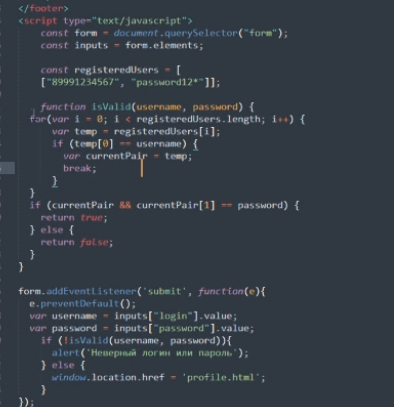 </footer>
<script type="text/javascript">
const form = document.querySelector("form");
const inputs = form.elements;
const registeredUsers = [
["89991234567", "password12*"]];
function isValid(username, password) {
for(var i = 0; i < registeredUsers.length; i++) {
var temp = registeredUsers[i];
if (temp[0] == username) {
var currentPair = temp;
break;
}
}
if (currentPair && currentPair[1] == password) {
return true;
} else {
return false;
}
}
form.addEventListener('submit', function(e){
e.preventDefault();
var username = inputs["login"].value;
var password = inputs["password"].value;
if (!isValid(username, password)){
alert('Неверный логин или пароль');
} else {
window.location.href = 'profile.html';
}
});